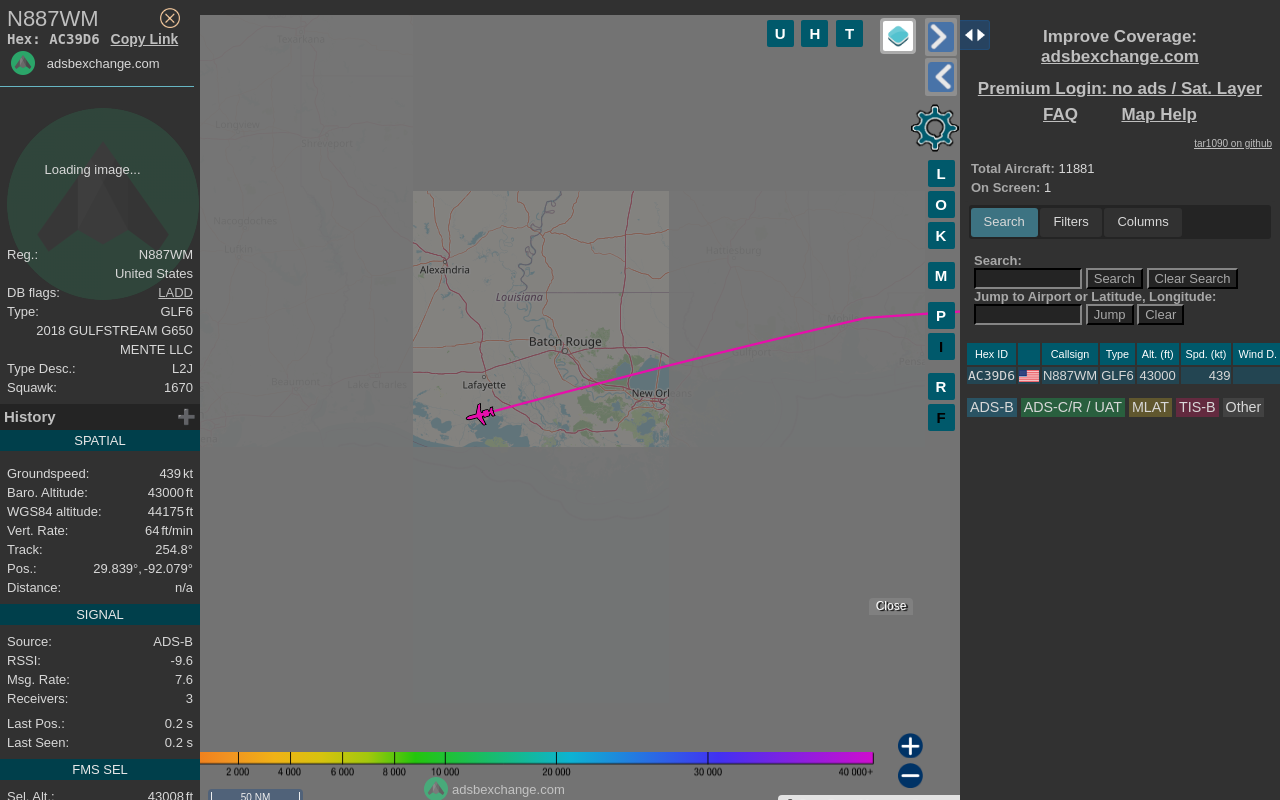 N887WM
Hex: AC39D6 Copy Link
adsbexchange.com
Loading image...
Reg.: N887WM
United States
DB flags: LADD
Type: GLF6
2018 GULFSTREAM G650
MENTE LLC
Type Desc.: L2J
Squawk: 1670
History
SPATIAL
Groundspeed: 439 kt
Baro. Altitude: 43000 ft
WGS84 altitude: 44175 ft
Vert. Rate: 64 ft/min
Track: 254.8°
Pos.: 29.839°, -92.079°
Distance: n/a
SIGNAL
Source: ADS-B
RSSI: -9.6
Msg. Rate: 7.6
Receivers: 3
Last Pos.: 0.2 s
Last Seen: 0.2 s
FMS SEL
Sel. Alt.: 43008 ft
U H T
L
O
K
M
P
I
R
F
Alexandria
Louisiana
Baton Rouge
Lafayette
New Orl
Close
2 000 4 000 6 000 8 000 10 000 20 000 30 000 40 000+
adsbexchange.com
50 NM
Improve Coverage:
adsbexchange.com
Premium Login: no ads / Sat. Layer
FAQ Map Help
tar1090 on github
Total Aircraft: 11881
On Screen: 1
Search Filters Columns
Search:
Search Clear Search
Jump to Airport or Latitude, Longitude:
Jump Clear
Hex ID Callsign Type Alt. (ft) Spd. (kt) Wind D.
AC39D6 N887WM GLF6 43000 439
ADS-B ADS-C/R / UAT MLAT TIS-B Other